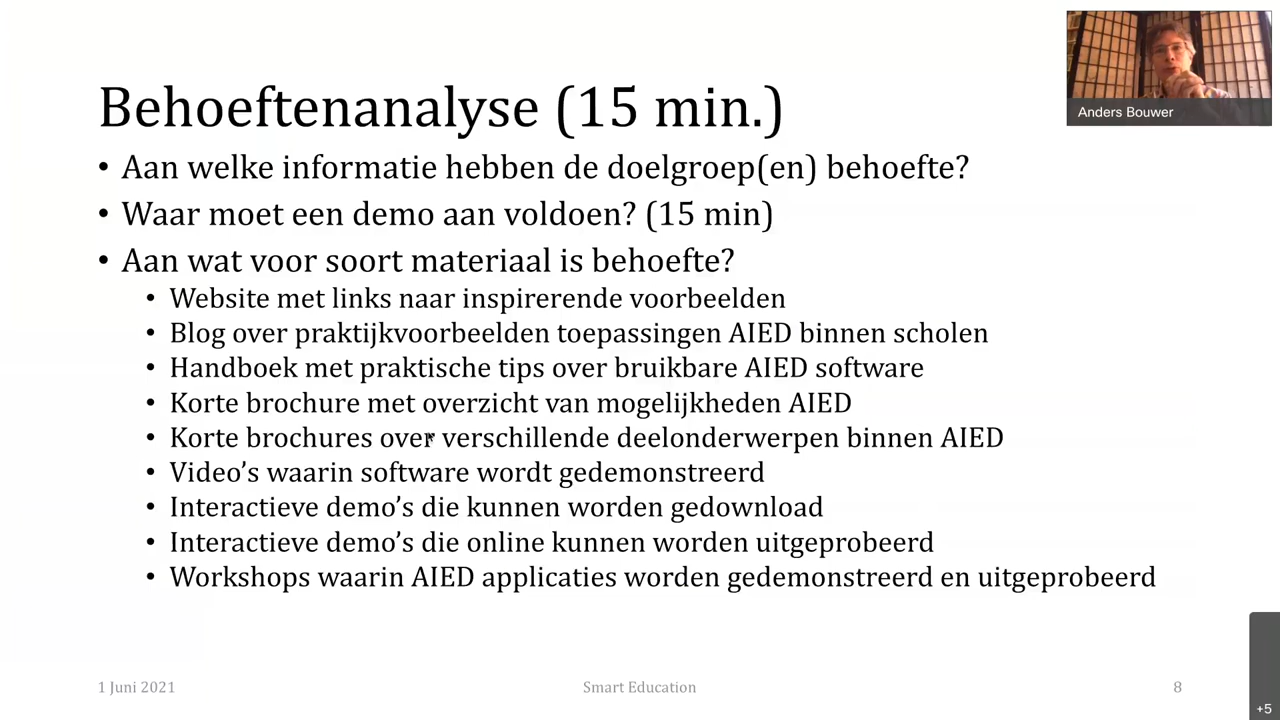 Behoeftenanalyse (15 min.)
Anders Bouwer
• Aan welke informatie hebben de doelgroep(en) behoefte?
• Waar moet een demo aan voldoen? (15 min)
• Aan wat voor soort materiaal is behoefte?
• Website met links naar inspirerende voorbeelden
• Blog over praktijkvoorbeelden toepassingen AIED binnen scholen
• Handboek met praktische tips over bruikbare AIED software
• Korte brochure met overzicht van mogelijkheden AIED
• Korte brochures over verschillende deelonderwerpen binnen AIED
• Video’s waarin software wordt gedemonstreerd
• Interactieve demo’s die kunnen worden gedownload
• Interactieve demo’s die online kunnen worden uitgeprobeerd
• Workshops waarin AIED applicaties worden gedemonstreerd en uitgeprobeerd
1 Juni 2021
Smart Education
8
+5